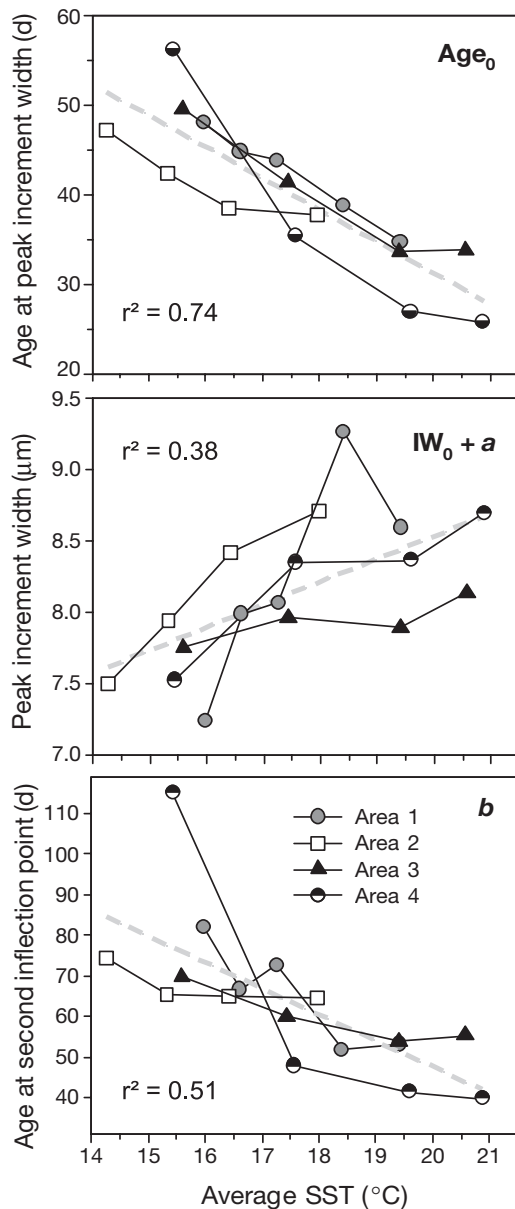 60
50
40
30
20
Age at peak increment width (d)
Age₀
r² = 0.74
9.5
9.0
8.5
8.0
7.5
7.0
Peak increment width (μm)
r² = 0.38
IW₀ + a
110
100
90
80
70
60
50
40
Age at second inflection point (d)
b
Area 1
Area 2
Area 3
Area 4
r² = 0.51
14 15 16 17 18 19 20 21
Average SST (°C)